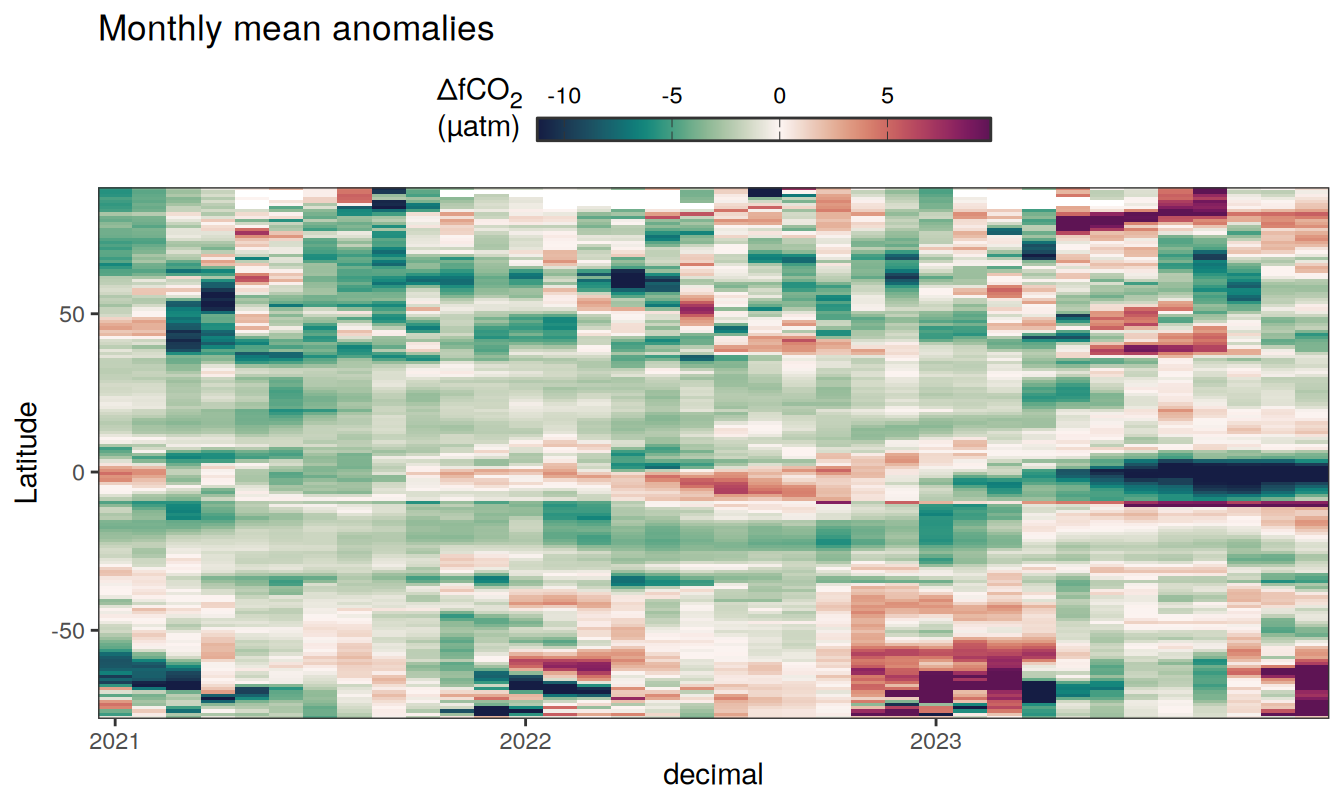 Monthly mean anomalies
ΔfCO₂
(µatm)
-10 -5 0 5
Latitude
50
0
-50
2021 2022 2023
decimal